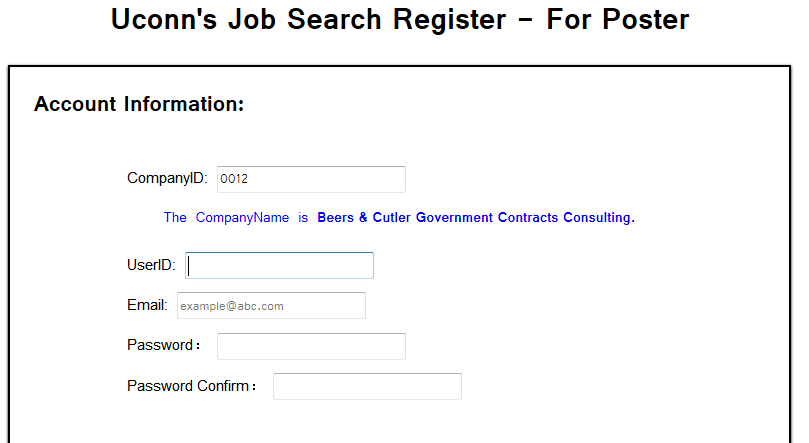 Uconn's Job Search Register - For Poster
Account Information:
CompanyID: 0012
The CompanyName is Beers & Cutler Government Contracts Consulting.
UserID:
Email: example@abc.com
Password：
Password Confirm：